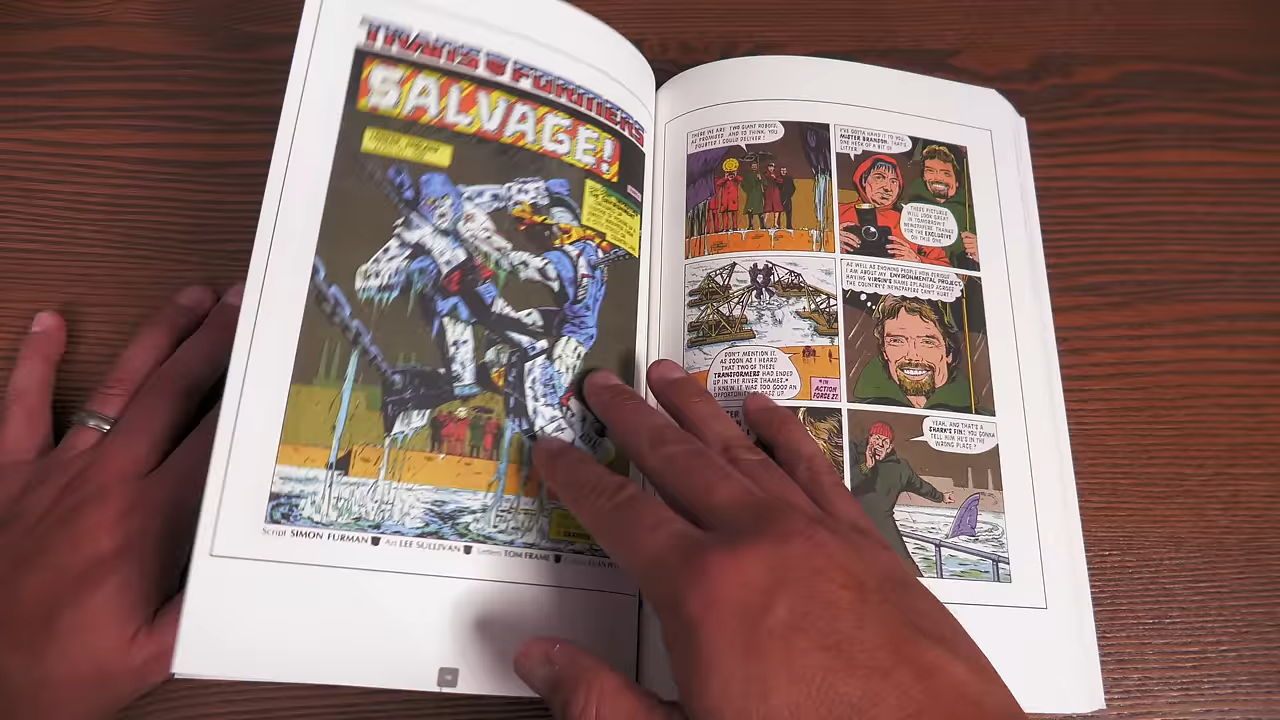 TRANSFORMERS
SALVAGE!
Script SIMON FURMAN Art LEE SULLIVAN Letters TOM FRAME
THERE WE ARE: TWO GIANT ROBOTS,
AS PROMISED. AND TO THINK, YOU
DOUBTED I COULD DELIVER!
I'VE GOTTA HAND IT TO YOU,
MISTER BRANSON. THAT'S
ONE HECK OF A BIT OF
LITTER.
THESE PICTURES
WILL LOOK GREAT
IN TOMORROW'S
NEWSPAPER. THANKS
FOR THE EXCLUSIVE
ON THIS ONE.
DON'T MENTION IT.
AS SOON AS I HEARD
THAT TWO OF THESE
TRANSFORMERS HAD ENDED
UP IN THE RIVER THAMES,*
I KNEW IT WAS TOO GOOD AN
OPPORTUNITY TO PASS UP.
*IN
ACTION
FORCE 27.
AS WELL AS SHOWING PEOPLE HOW SERIOUS
I AM ABOUT MY ENVIRONMENTAL PROJECT,
HAVING VIRGIN'S NAME SPLASHED ACROSS
THE COUNTRY'S NEWSPAPERS CAN'T HURT!
YEAH, AND THAT'S A
SHARK'S FIN! YOU GONNA
TELL HIM HE'S IN THE
WRONG PLACE?